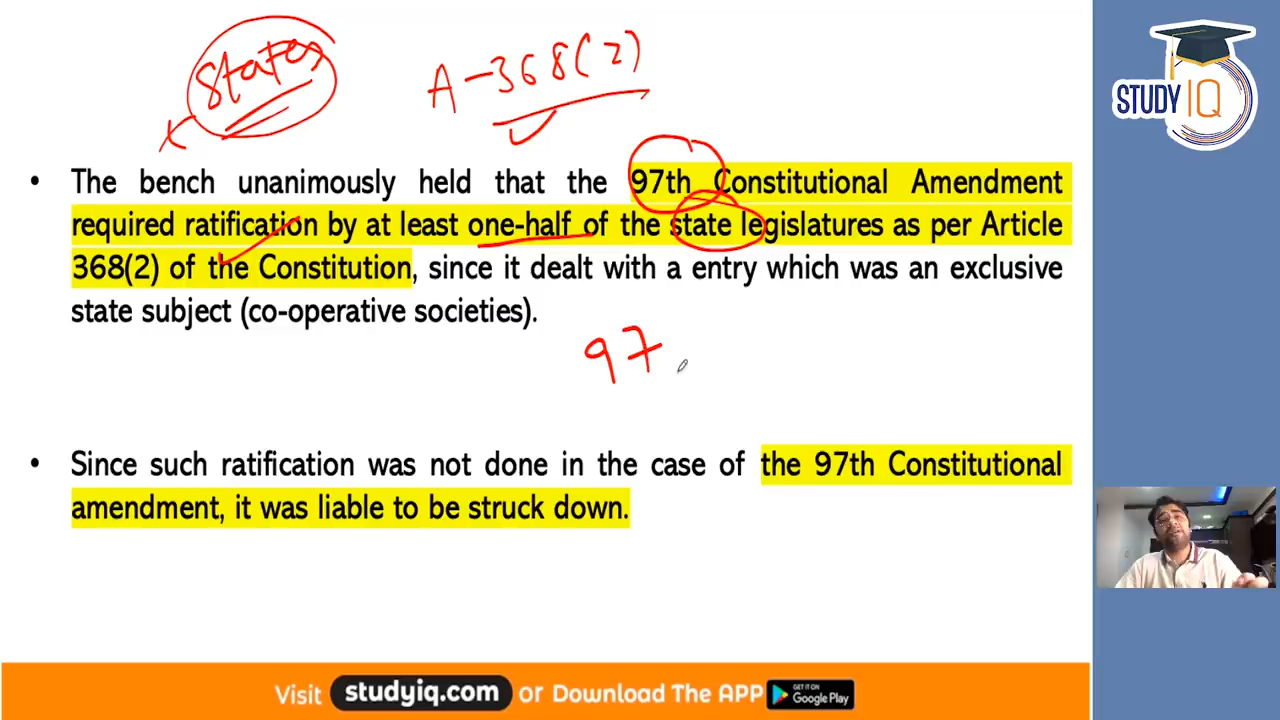 States
A-368(2)
STUDY IQ
• The bench unanimously held that the 97th Constitutional Amendment
required ratification by at least one-half of the state legislatures as per Article
368(2) of the Constitution, since it dealt with a entry which was an exclusive
state subject (co-operative societies).
97
• Since such ratification was not done in the case of the 97th Constitutional
amendment, it was liable to be struck down.
Visit studyiq.com or Download The APP GET IT ON Google Play